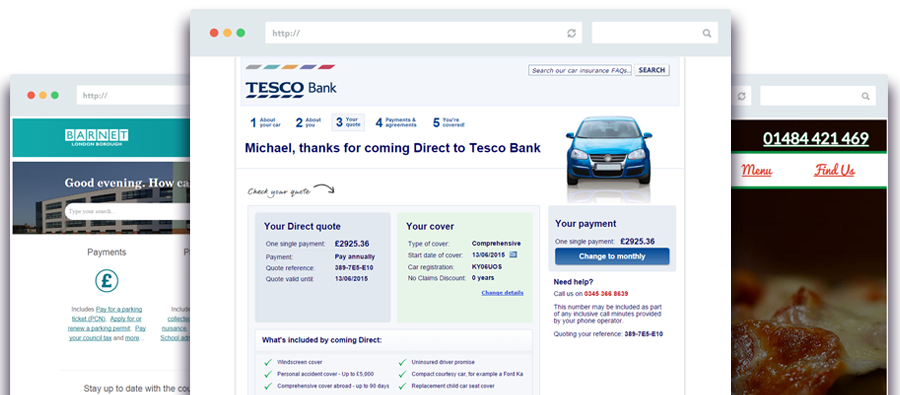 http://
TESCO Bank
Search our car insurance FAQs..
SEARCH
1 About your car
2 About you
3 Your quote
4 Payments & agreements
5 You're covered!
Michael, thanks for coming Direct to Tesco Bank
Check your quote
Your Direct quote
One single payment: £2925.36
Payment: Pay annually
Quote reference: 389-7E5-E10
Quote valid until: 13/06/2015
Your cover
Type of cover: Comprehensive
Start date of cover: 13/06/2015
Car registration: KY06UOS
No Claims Discount: 0 years
Change details
Your payment
One single payment: £2925.36
Change to monthly
Need help?
Call us on 0345 366 8639
This number may be included as part
of any inclusive call minutes provided
by your phone operator.
Quoting your reference: 389-7E5-E10
What's included by coming Direct:
Windscreen cover
Personal accident cover - Up to £5,000
Comprehensive cover abroad - up to 90 days
Uninsured driver promise
Compact courtesy car, for example a Ford Ka
Replacement child car seat cover
http://
BARNET
LONDON BOROUGH
Good evening. How ca
Type your search...
Payments
P
£
Includes Pay for a parking
ticket (PCN), Apply for or
renew a parking permit, Pay
your council tax and more...
Includes
collecti
nuisance
School ad
Stay up to date with the cou
01484 421 469
Menu
Find Us